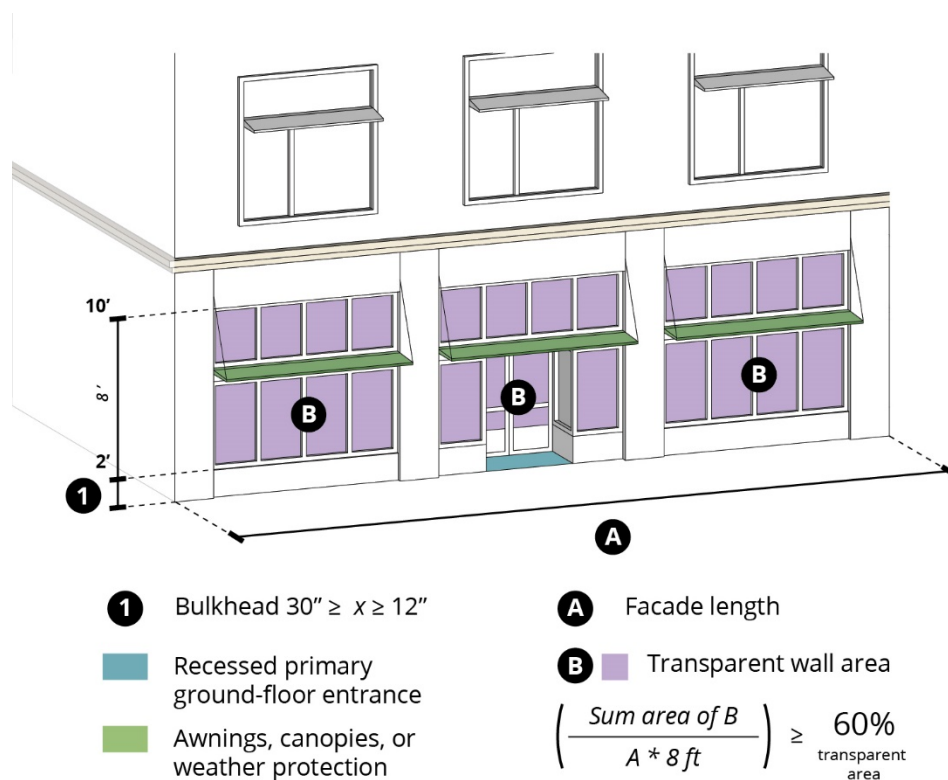 10’
8’
2’
1
B
B
B
A
1 Bulkhead 30” ≥ x ≥ 12”
Recessed primary
ground-floor entrance
Awnings, canopies, or
weather protection
A Facade length
B Transparent wall area
( Sum area of B / A * 8 ft ) ≥ 60%
transparent
area